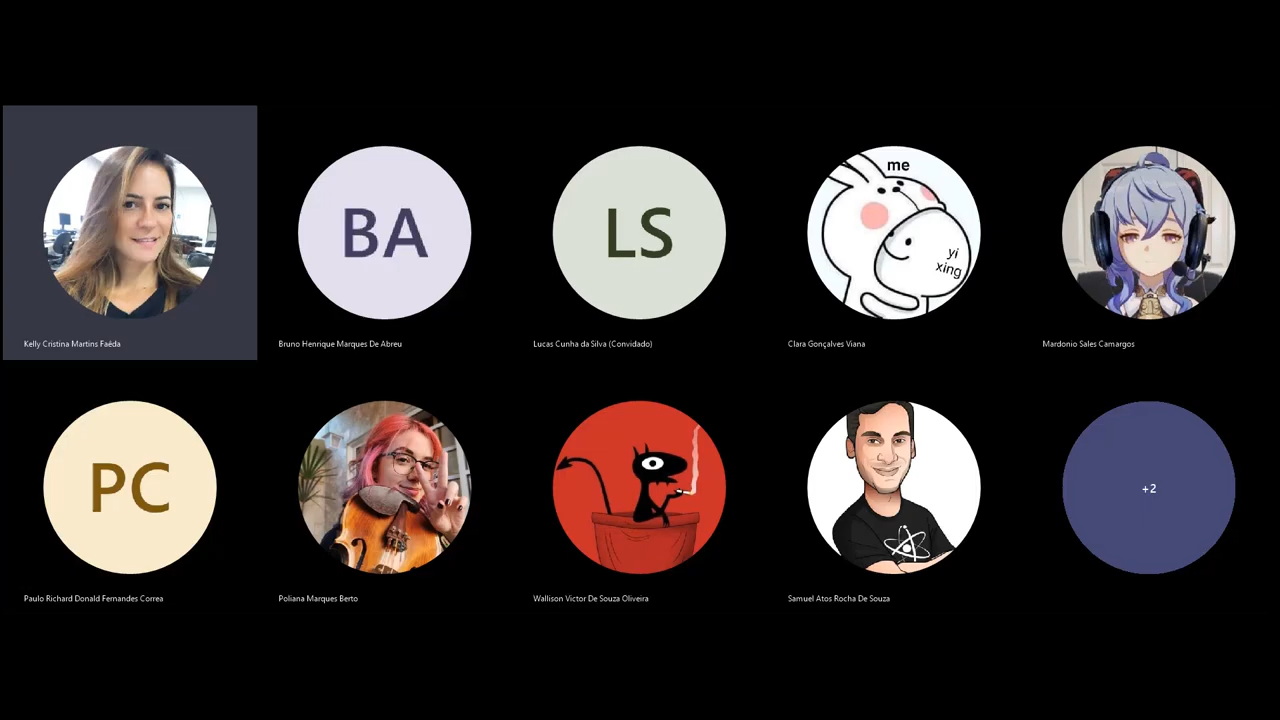 me
yi
xing
BA
LS
Kelly Cristina Martins Faêda
Bruno Henrique Marques De Abreu
Lucas Cunha da Silva (Convidado)
Clara Gonçalves Viana
Mardonio Sales Camargos
PC
+2
Paulo Richard Donald Fernandes Correa
Poliana Marques Berto
Wallison Victor De Souza Oliveira
Samuel Atos Rocha De Souza